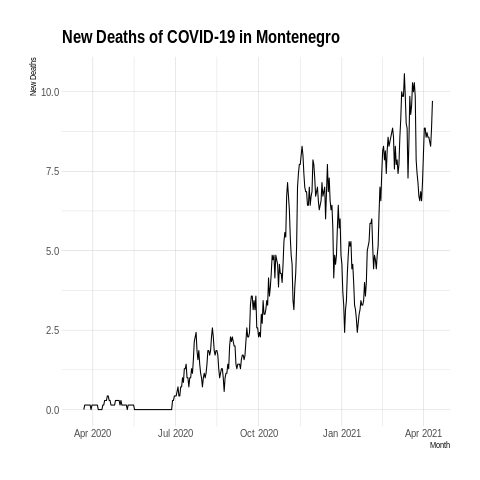 New Deaths of COVID-19 in Montenegro
New Deaths
10.0
7.5
5.0
2.5
0.0
Apr 2020
Jul 2020
Oct 2020
Jan 2021
Apr 2021
Month